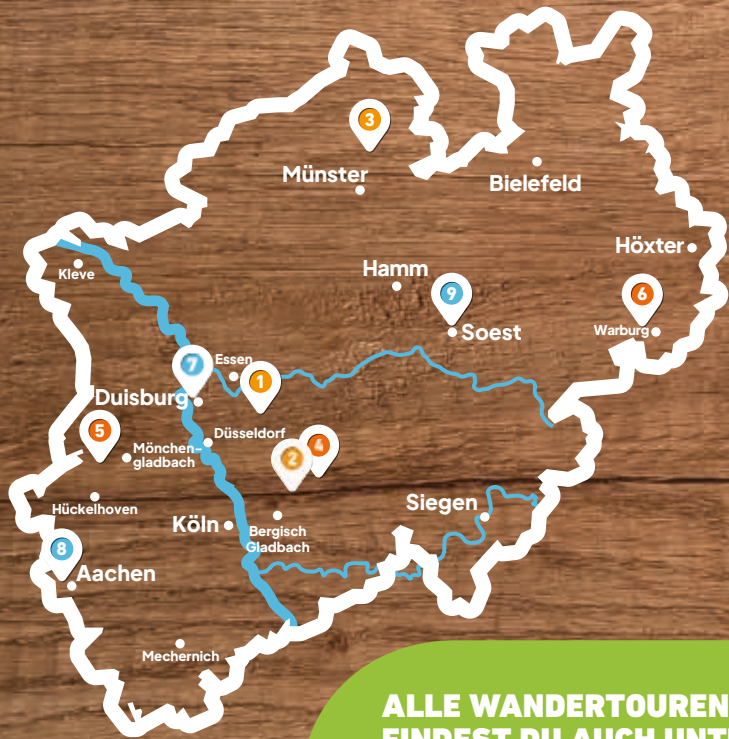 3
Münster
Bielefeld
Höxter
Kleve
Hamm
9
6
Soest
Warburg
7
Essen
1
Duisburg
5
Düsseldorf
Mönchen-
gladbach
2
4
Hückelhoven
Siegen
Köln
Bergisch
Gladbach
8
Aachen
Mechernich
ALLE WANDERTOUREN